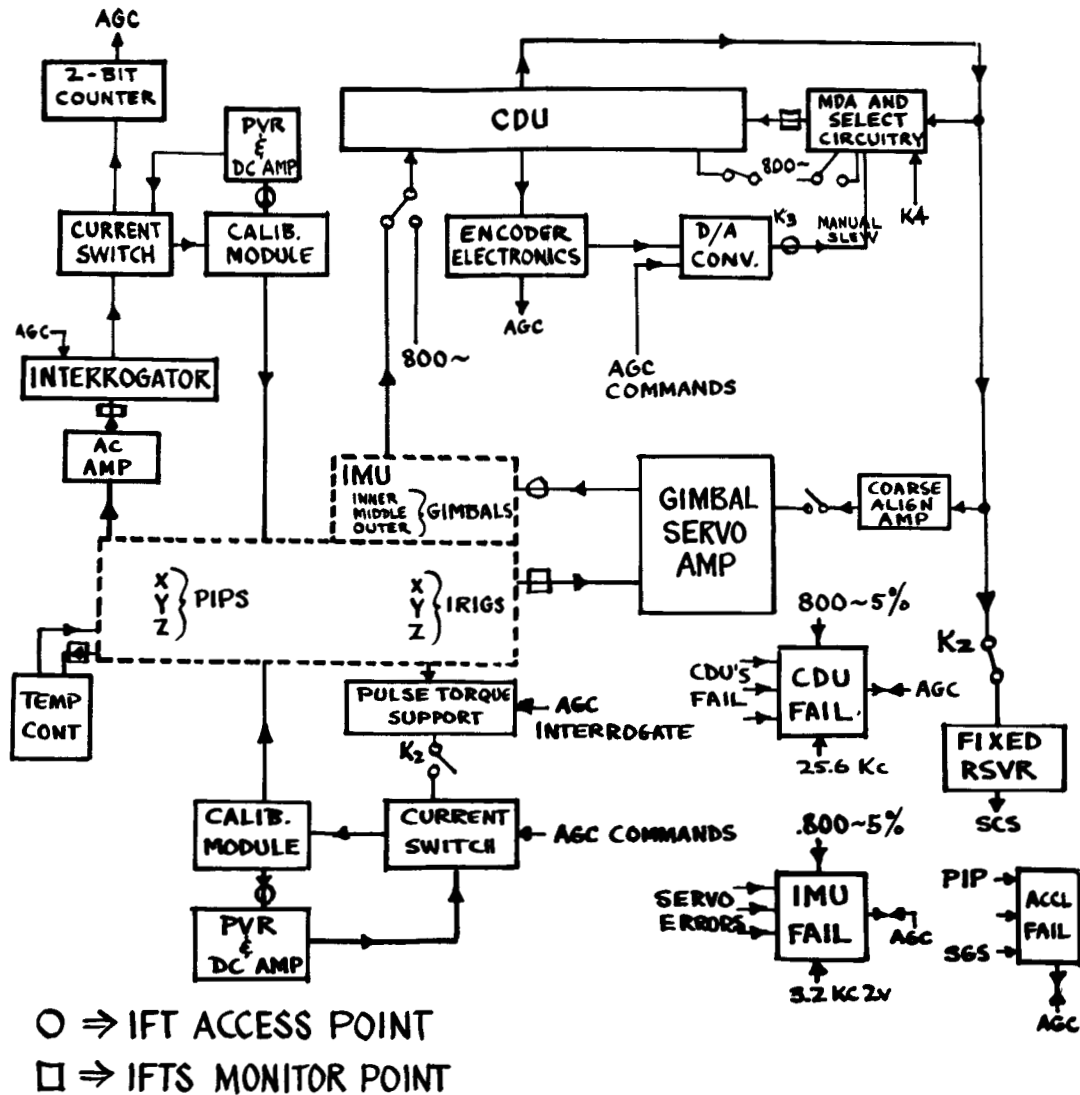 AGC
2-BIT
COUNTER
PVR
&
DC AMP
CURRENT
SWITCH
CALIB.
MODULE
AGC
INTERROGATOR
AC
AMP
CDU
MDA AND
SELECT
CIRCUITRY
800~
K4
ENCODER
ELECTRONICS
D/A
CONV.
K3
MANUAL
SLEW
AGC
800~
AGC
COMMANDS
IMU
INNER
MIDDLE
OUTER
GIMBALS
GIMBAL
SERVO
AMP
COARSE
ALIGN
AMP
X
Y
Z
PIPS
X
Y
Z
IRIGS
TEMP
CONT
PULSE TORQUE
SUPPORT
AGC
INTERROGATE
K2
CALIB.
MODULE
CURRENT
SWITCH
AGC COMMANDS
PVR
&
DC AMP
800~5%
CDU'S
FAIL
CDU
FAIL.
AGC
25.6 KC
K2
FIXED
RSVR
SCS
.800~5%
SERVO
ERRORS
IMU
FAIL
AGC
3.2 KC 2V
PIP
ACCL
FAIL
SGS
AGC
O ⇒ IFT ACCESS POINT
□ ⇒ IFTS MONITOR POINT